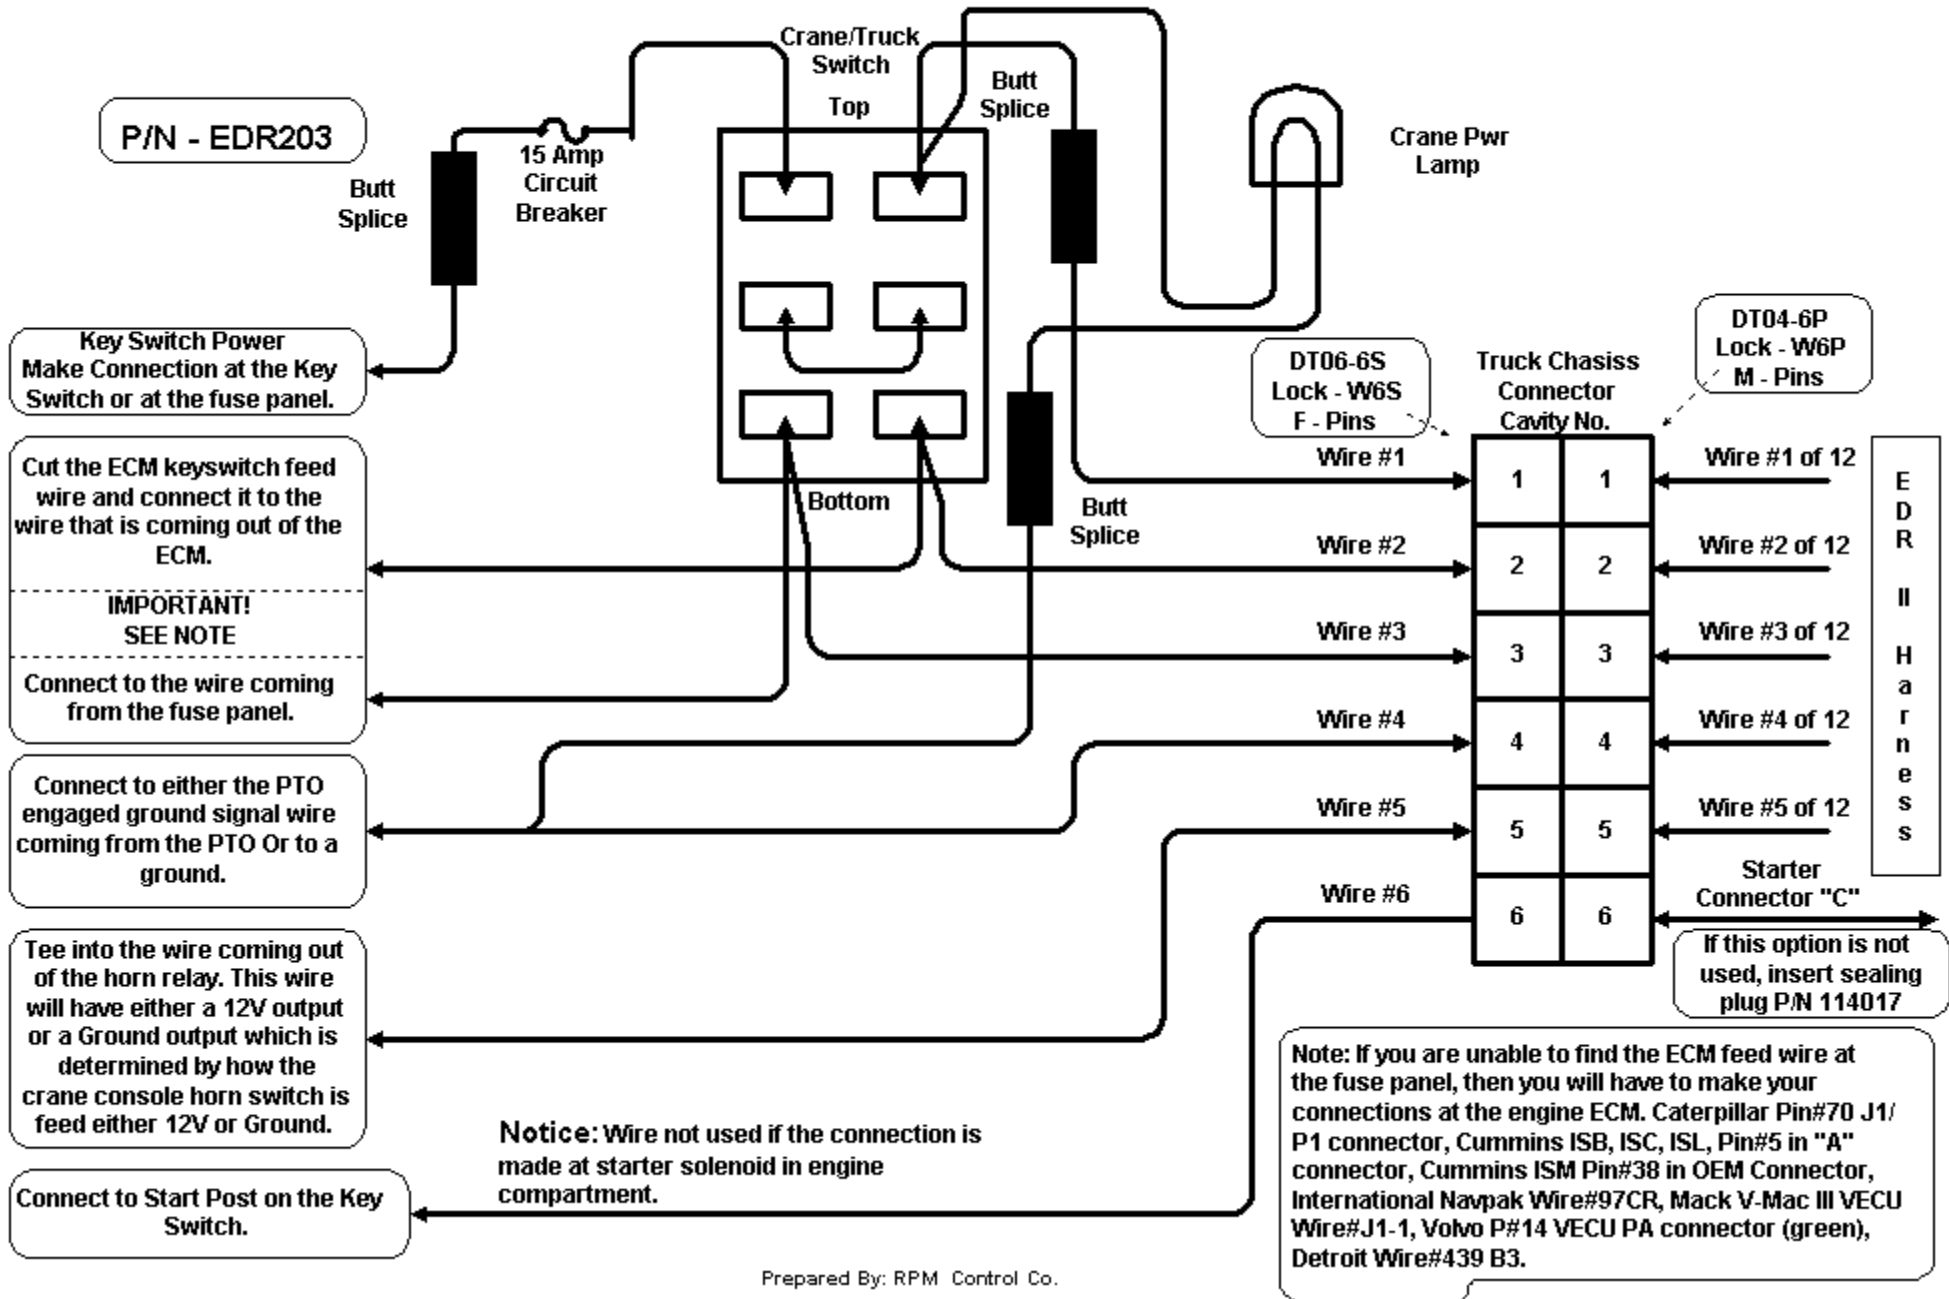 P/N - EDR203
Crane/Truck
Switch
Top
Butt
Splice
15 Amp
Circuit
Breaker
Butt
Splice
Crane Pwr
Lamp
Key Switch Power
Make Connection at the Key
Switch or at the fuse panel.
Cut the ECM keyswitch feed
wire and connect it to the
wire that is coming out of the
ECM.
IMPORTANT!
SEE NOTE
Connect to the wire coming
from the fuse panel.
Connect to either the PTO
engaged ground signal wire
coming from the PTO Or to a
ground.
Tee into the wire coming out
of the horn relay. This wire
will have either a 12V output
or a Ground output which is
determined by how the
crane console horn switch is
feed either 12V or Ground.
Connect to Start Post on the Key
Switch.
Bottom
Butt
Splice
DT06-6S
Lock - W6S
F - Pins
Truck Chasiss
Connector
Cavity No.
DT04-6P
Lock - W6P
M - Pins
Wire #1
1 1
Wire #1 of 12
Wire #2
2 2
Wire #2 of 12
Wire #3
3 3
Wire #3 of 12
Wire #4
4 4
Wire #4 of 12
Wire #5
5 5
Wire #5 of 12
Wire #6
6 6
Starter
Connector "C"
EDR II Harness
If this option is not
used, insert sealing
plug P/N 114017
Notice: Wire not used if the connection is
made at starter solenoid in engine
compartment.
Note: If you are unable to find the ECM feed wire at
the fuse panel, then you will have to make your
connections at the engine ECM. Caterpillar Pin#70 J1/
P1 connector, Cummins ISB, ISC, ISL, Pin#5 in "A"
connector, Cummins ISM Pin#38 in OEM Connector,
International Navpak Wire#97CR, Mack V-Mac III VECU
Wire#J1-1, Volvo P#14 VECU PA connector (green),
Detroit Wire#439 B3.
Prepared By: RPM Control Co.